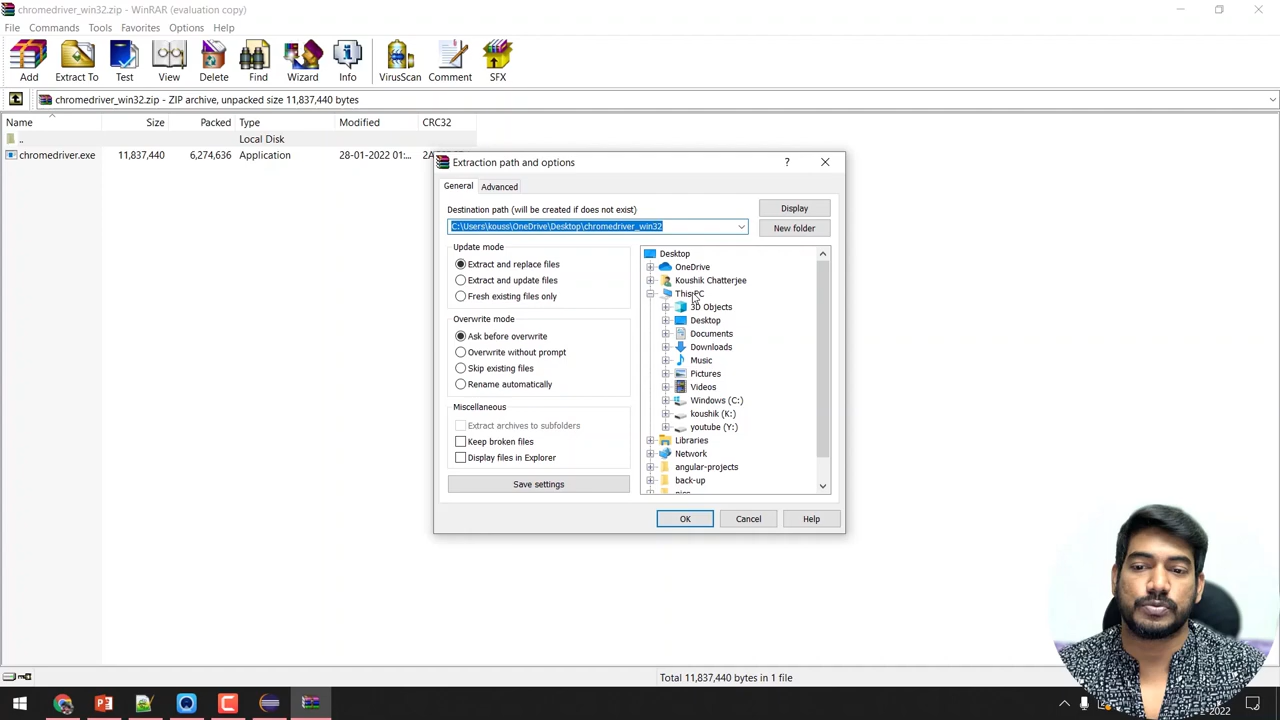 chromedriver_win32.zip - WinRAR (evaluation copy)
File Commands Tools Favorites Options Help
Add Extract To Test View Delete Find Wizard Info VirusScan Comment SFX
chromedriver_win32.zip - ZIP archive, unpacked size 11,837,440 bytes
Name Size Packed Type Modified CRC32
.. Local Disk
chromedriver.exe 11,837,440 6,274,636 Application 28-01-2022 01:...
Extraction path and options
General Advanced
Destination path (will be created if does not exist)
Display
C:\Users\kouss\OneDrive\Desktop\chromedriver_win32
New folder
Update mode
Extract and replace files
Extract and update files
Fresh existing files only
Overwrite mode
Ask before overwrite
Overwrite without prompt
Skip existing files
Rename automatically
Miscellaneous
Extract archives to subfolders
Keep broken files
Display files in Explorer
Save settings
Desktop
OneDrive
Koushik Chatterjee
This PC
3D Objects
Desktop
Documents
Downloads
Music
Pictures
Videos
Windows (C:)
koushik (K:)
youtube (Y:)
Libraries
Network
angular-projects
back-up
OK Cancel Help
Total 11,837,440 bytes in 1 file